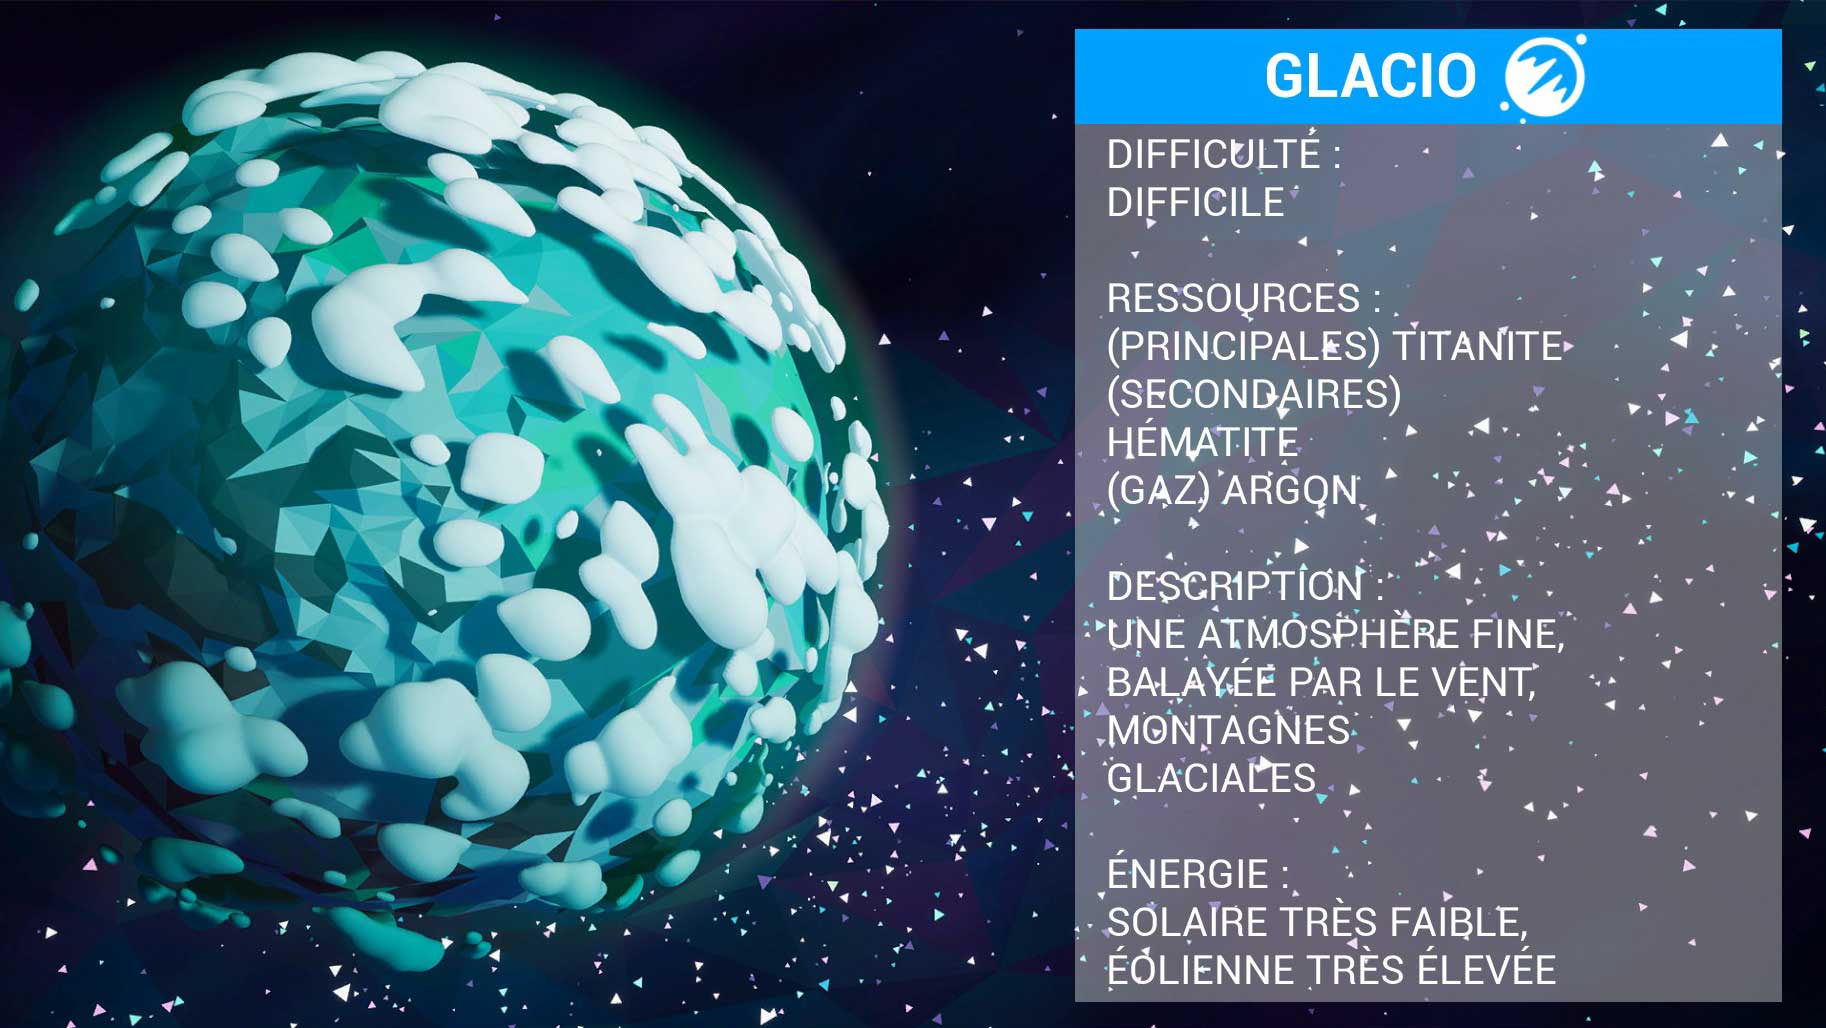 GLACIO
DIFFICULTÉ :
DIFFICILE
RESSOURCES :
(PRINCIPALES) TITANITE
(SECONDAIRES)
HÉMATITE
(GAZ) ARGON
DESCRIPTION :
UNE ATMOSPHÈRE FINE,
BALAYÉE PAR LE VENT,
MONTAGNES
GLACIALES
ÉNERGIE :
SOLAIRE TRÈS FAIBLE,
ÉOLIENNE TRÈS ÉLEVÉE